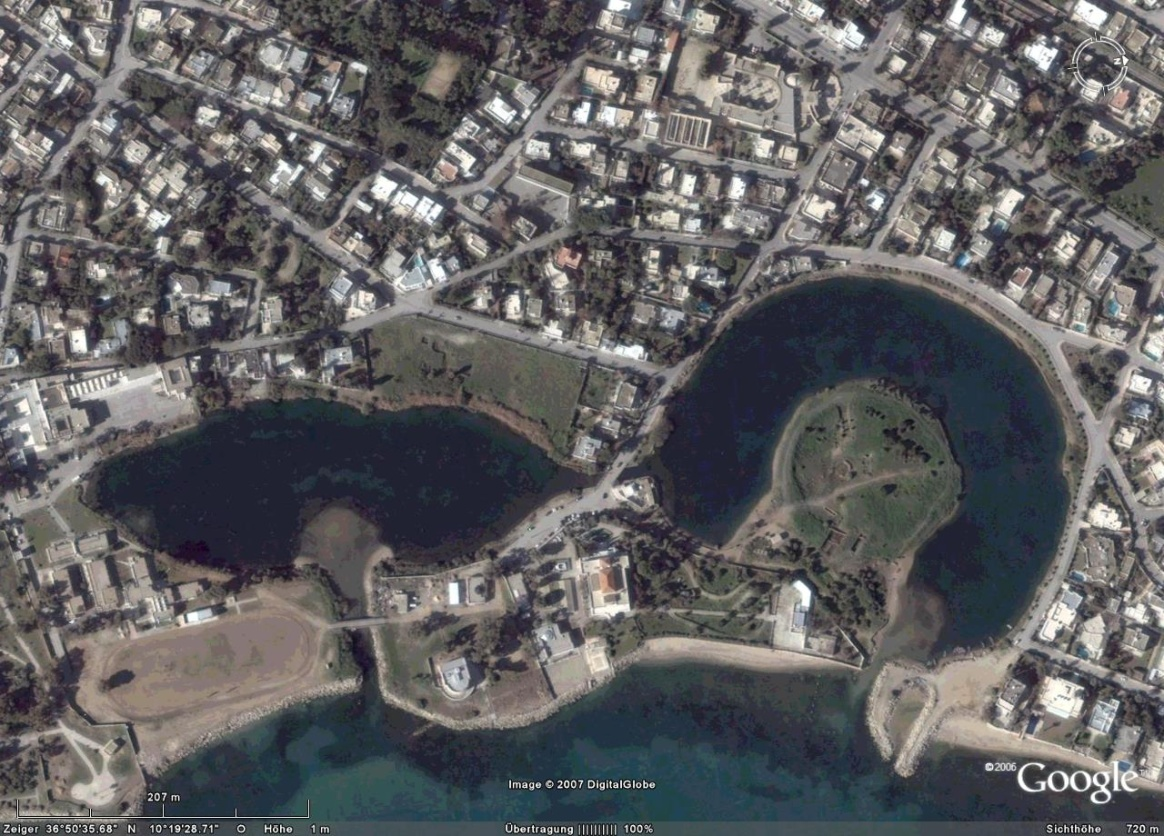 N
©2006 Google™
Image © 2007 DigitalGlobe
207 m
Zeiger 36°50'35.68" N 10°19'28.71" O Höhe 1 m Übertragung |||||||||| 100% Sichthöhe 720 m